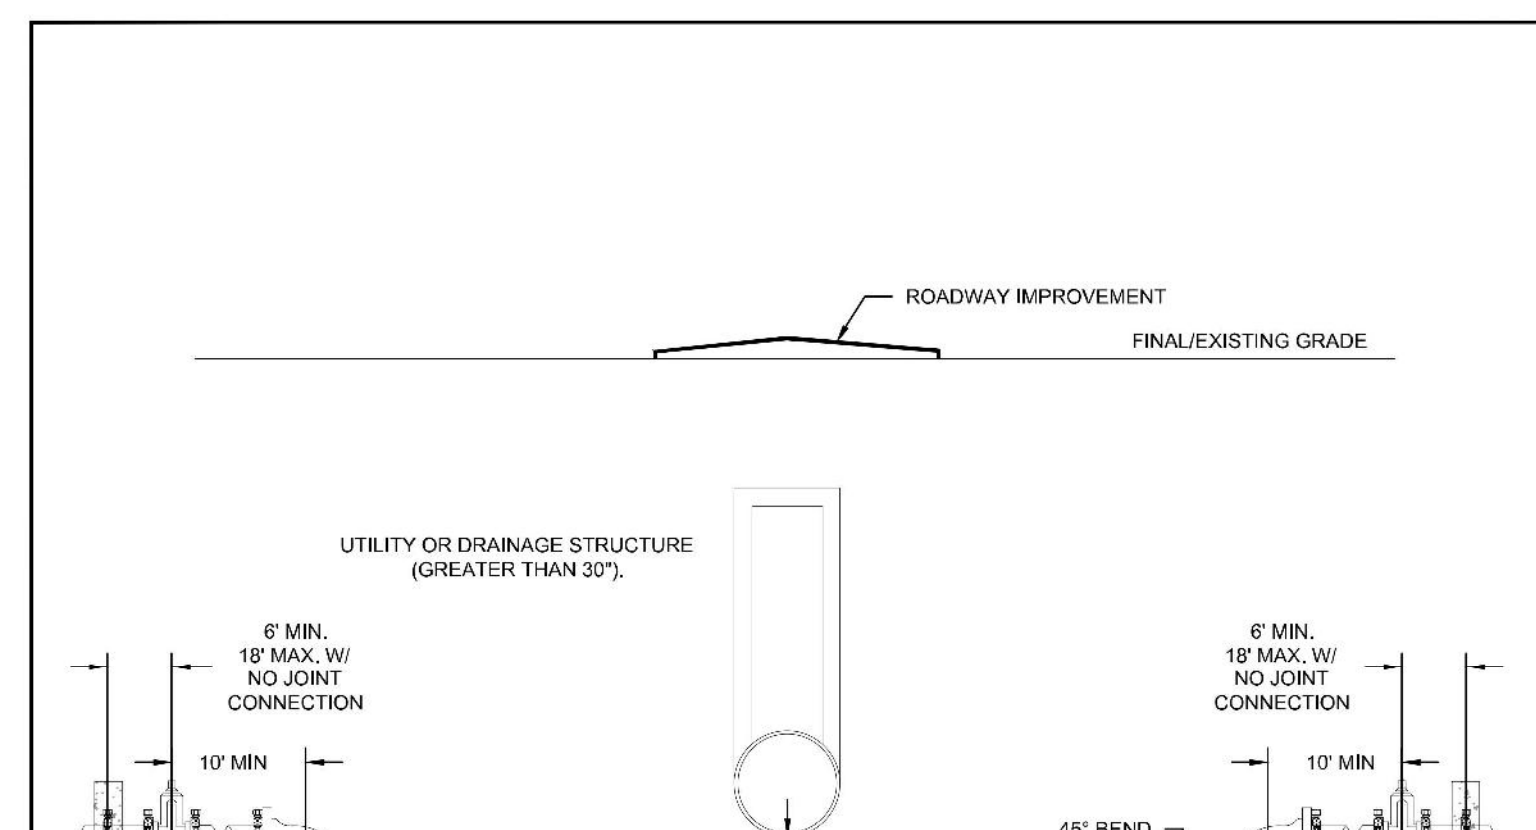 ROADWAY IMPROVEMENT
FINAL/EXISTING GRADE
UTILITY OR DRAINAGE STRUCTURE
(GREATER THAN 30").
6' MIN.
18' MAX. W/
NO JOINT
CONNECTION
10' MIN
6' MIN.
18' MAX. W/
NO JOINT
CONNECTION
10' MIN
45° BEND